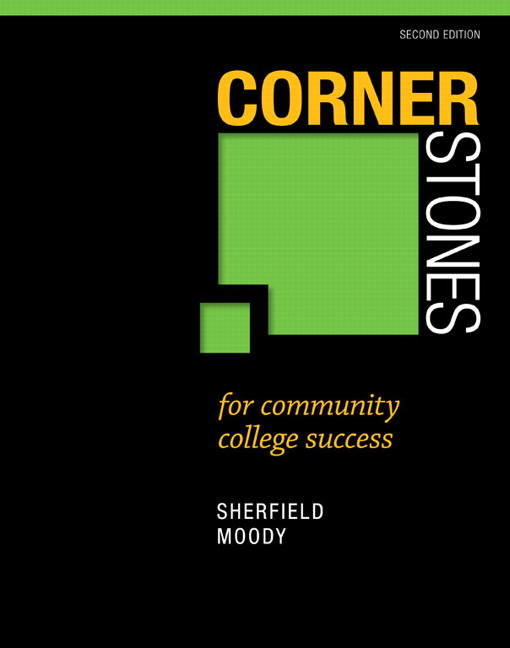 SECOND EDITION
CORNER
STONES
for community
college success
SHERFIELD
MOODY